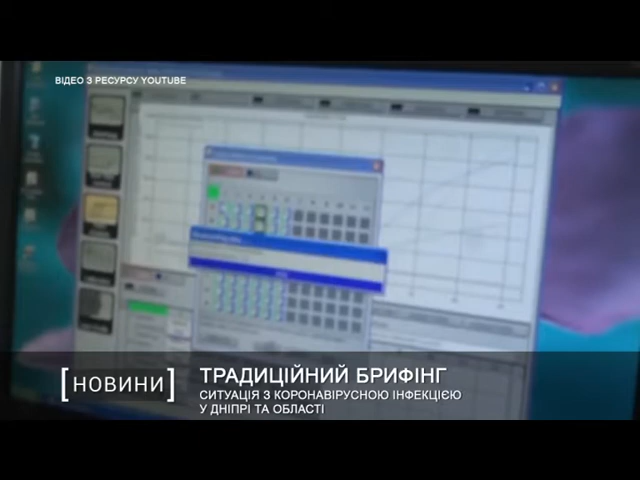 ВІДЕО З РЕСУРСУ YOUTUBE
[НОВИНИ]
ТРАДИЦІЙНИЙ БРИФІНГ
СИТУАЦІЯ З КОРОНАВІРУСНОЮ ІНФЕКЦІЄЮ
У ДНІПРІ ТА ОБЛАСТІ